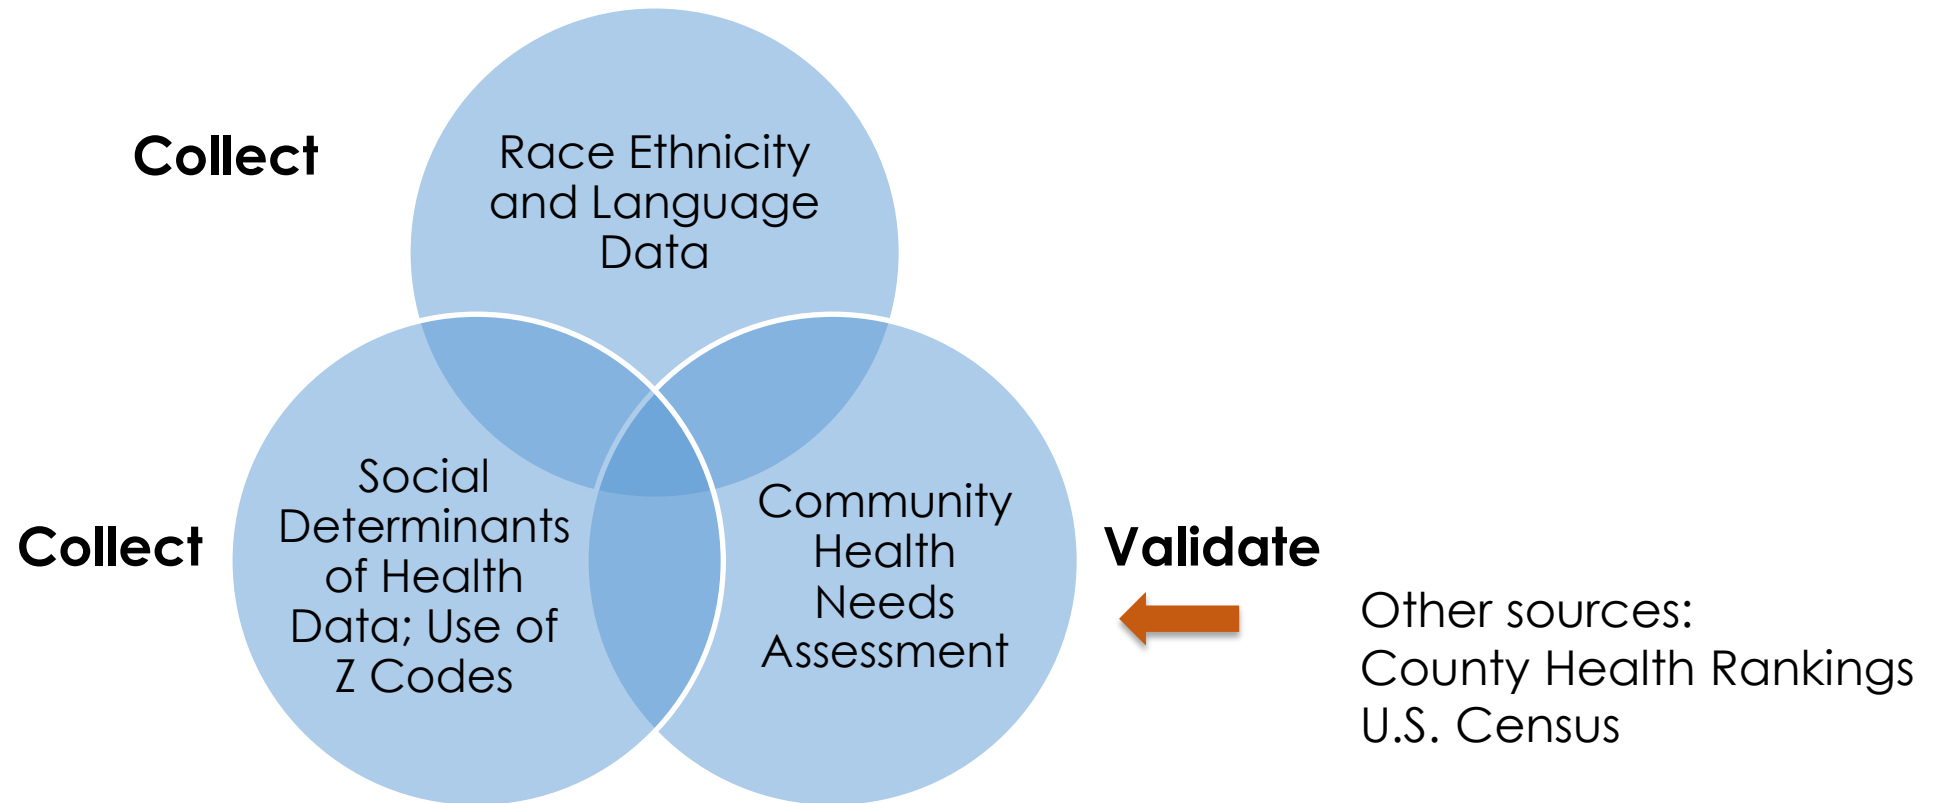 Collect
Race Ethnicity
and Language
Data
Collect
Social
Determinants
of Health
Data; Use of
Z Codes
Community
Health
Needs
Assessment
Validate
Other sources:
County Health Rankings
U.S. Census